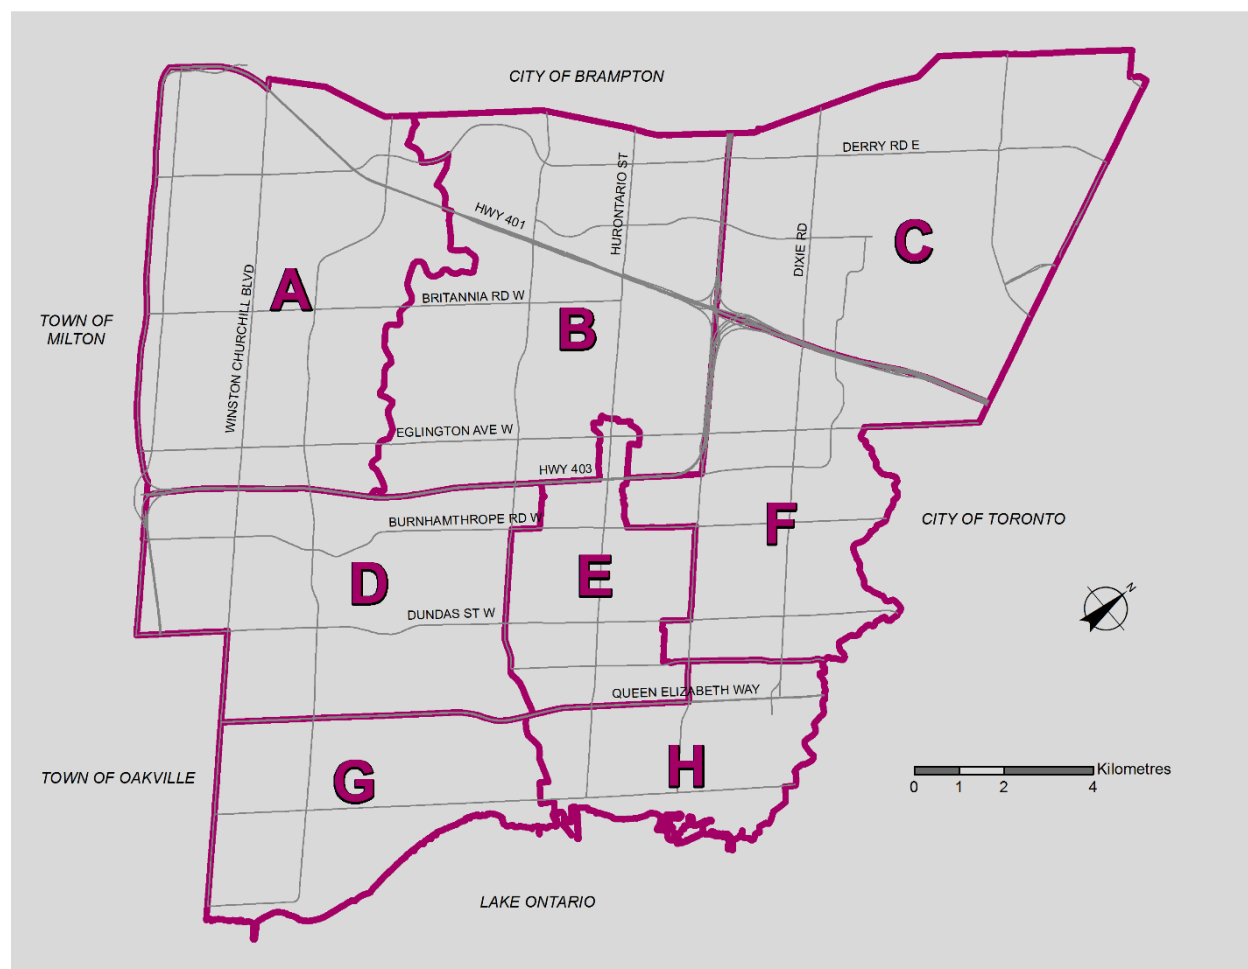 CITY OF BRAMPTON
DERRY RD E
HURONTARIO ST
HWY 401
DIXIE RD
C
WINSTON CHURCHILL BLVD
A
BRITANNIA RD W
B
TOWN OF
MILTON
EGLINGTON AVE W
HWY 403
BURNHAMTHROPE RD W
F
CITY OF TORONTO
D
E
N
DUNDAS ST W
QUEEN ELIZABETH WAY
TOWN OF OAKVILLE
G
H
Kilometres
0 1 2 4
LAKE ONTARIO